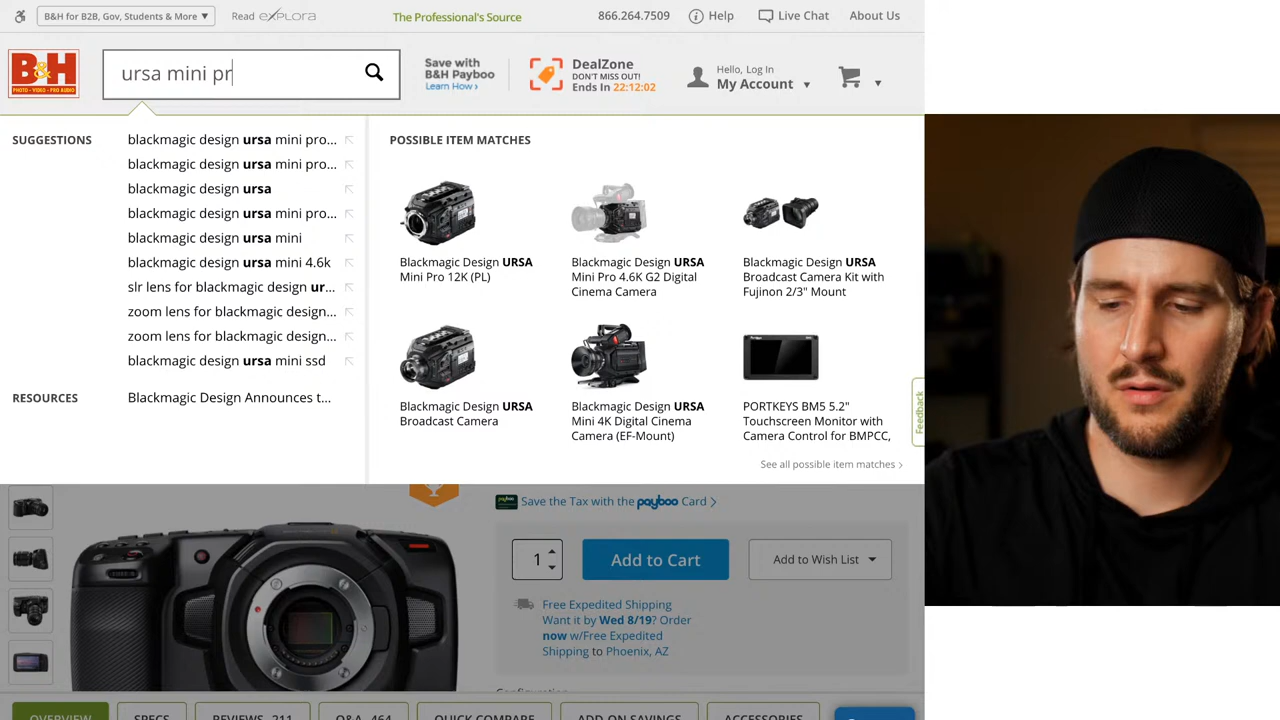 B&H for B2B, Gov, Students & More ▼
Read explora
The Professional's Source
866.264.7509
Help
Live Chat
About Us
B&H
PHOTO · VIDEO · PRO AUDIO
ursa mini pr
Save with
B&H Payboo
Learn How ›
DealZone
DON'T MISS OUT!
Ends In 22:12:02
Hello, Log In
My Account
SUGGESTIONS
blackmagic design ursa mini pro...
blackmagic design ursa mini pro...
blackmagic design ursa
blackmagic design ursa mini pro...
blackmagic design ursa mini
blackmagic design ursa mini 4.6k
slr lens for blackmagic design ur...
zoom lens for blackmagic design...
zoom lens for blackmagic design...
blackmagic design ursa mini ssd
RESOURCES
Blackmagic Design Announces t...
POSSIBLE ITEM MATCHES
Blackmagic Design URSA
Mini Pro 12K (PL)
Blackmagic Design URSA
Mini Pro 4.6K G2 Digital
Cinema Camera
Blackmagic Design URSA
Broadcast Camera Kit with
Fujinon 2/3" Mount
Blackmagic Design URSA
Broadcast Camera
Blackmagic Design URSA
Mini 4K Digital Cinema
Camera (EF-Mount)
PORTKEYS BM5 5.2"
Touchscreen Monitor with
Camera Control for BMPCC,
See all possible item matches ›
Feedback
Save the Tax with the payboo Card ›
1
Add to Cart
Add to Wish List
Free Expedited Shipping
Want it by Wed 8/19? Order
now w/Free Expedited
Shipping to Phoenix, AZ
OVERVIEW
SPECS
REVIEWS 211
Q&A 464
QUICK COMPARE
ADD-ON SAVINGS
ACCESSORIES